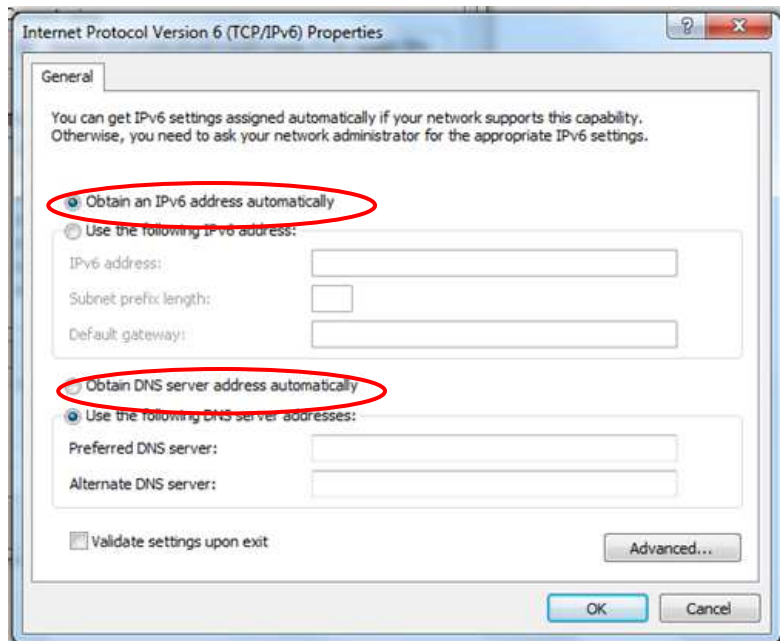 Internet Protocol Version 6 (TCP/IPv6) Properties
General
You can get IPv6 settings assigned automatically if your network supports this capability.
Otherwise, you need to ask your network administrator for the appropriate IPv6 settings.
Obtain an IPv6 address automatically
Use the following IPv6 address:
IPv6 address:
Subnet prefix length:
Default gateway:
Obtain DNS server address automatically
Use the following DNS server addresses:
Preferred DNS server:
Alternate DNS server:
Validate settings upon exit
Advanced...
OK
Cancel